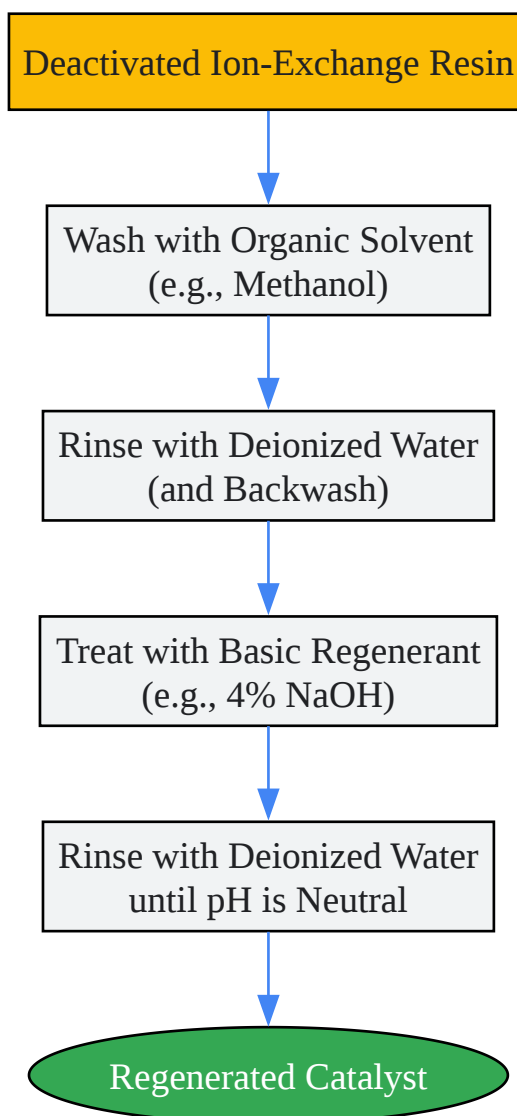 Deactivated Ion-Exchange Resin
Wash with Organic Solvent
(e.g., Methanol)
Rinse with Deionized Water
(and Backwash)
Treat with Basic Regenerant
(e.g., 4% NaOH)
Rinse with Deionized Water
until pH is Neutral
Regenerated Catalyst